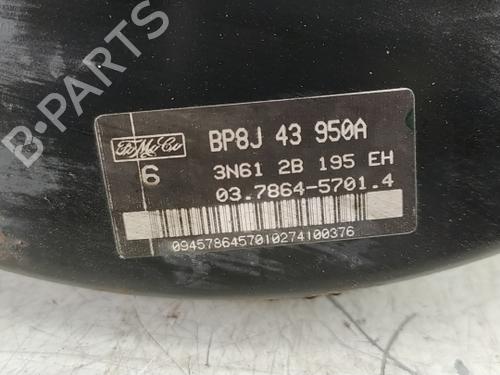 B-PARTS
FoMoCo
BP8J 43 950A
6
3N61 2B 195 EH
03.7864-5701.4
0945786457010274100376